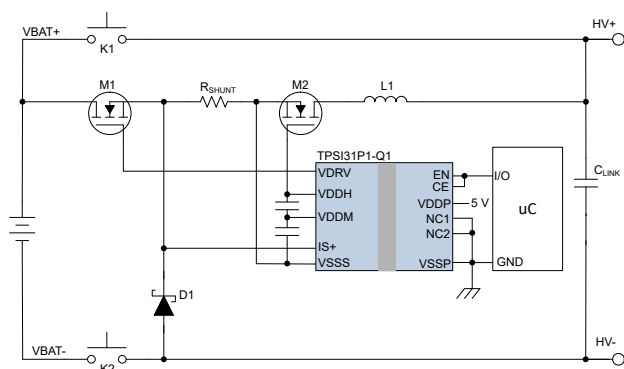 VBAT+
K1
HV+
M1
RSHUNT
M2
L1
TPSI31P1-Q1
VDRV
EN
I/O
CLINK
CE
VDDH
VDDP
5 V
uC
VDDM
NC1
NC2
IS+
VSSS
VSSP
GND
D1
VBAT-
K2
HV-